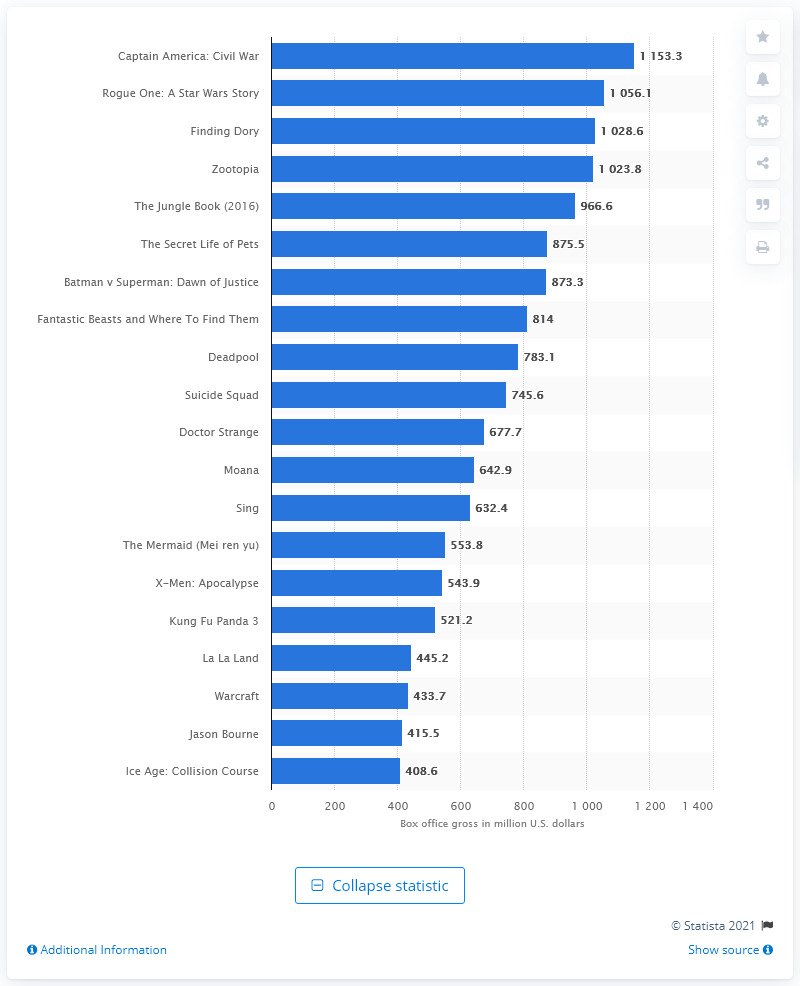 Captain America: Civil War 1 153.3
Rogue One: A Star Wars Story 1 056.1
Finding Dory 1 028.6
Zootopia 1 023.8
The Jungle Book (2016) 966.6
The Secret Life of Pets 875.5
Batman v Superman: Dawn of Justice 873.3
Fantastic Beasts and Where To Find Them 814
Deadpool 783.1
Suicide Squad 745.6
Doctor Strange 677.7
Moana 642.9
Sing 632.4
The Mermaid (Mei ren yu) 553.8
X-Men: Apocalypse 543.9
Kung Fu Panda 3 521.2
La La Land 445.2
Warcraft 433.7
Jason Bourne 415.5
Ice Age: Collision Course 408.6
0 200 400 600 800 1 000 1 200 1 400
Box office gross in million U.S. dollars
Collapse statistic
© Statista 2021
Additional Information Show source